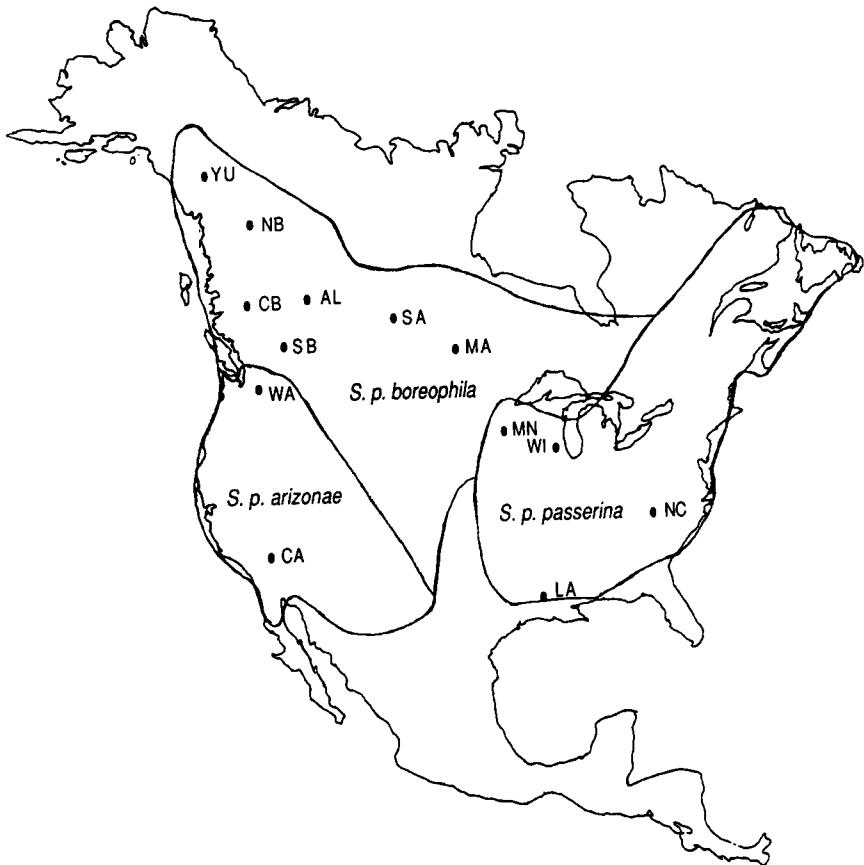 YU
NB
CB
AL
SA
SB
MA
WA
S. p. boreophila
MN
WI
S. p. arizonae
S. p. passerina
NC
CA
LA